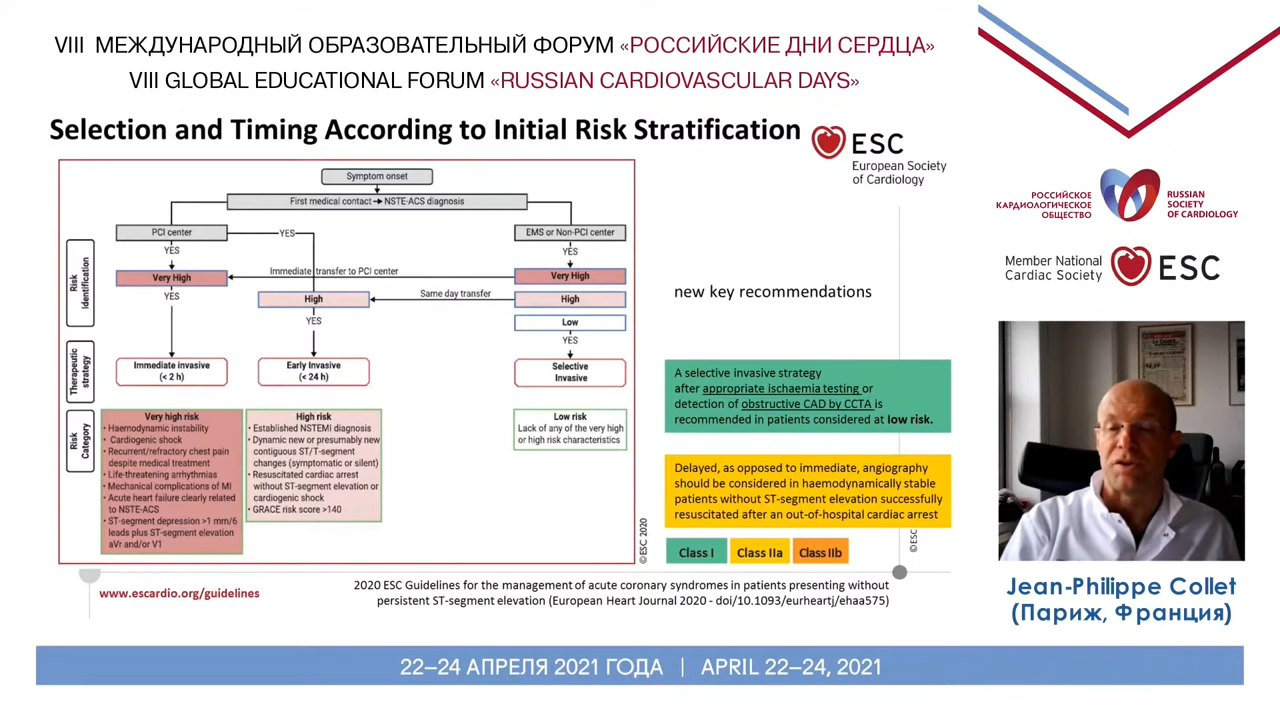 VIII МЕЖДУНАРОДНЫЙ ОБРАЗОВАТЕЛЬНЫЙ ФОРУМ «РОССИЙСКИЕ ДНИ СЕРДЦА»
VIII GLOBAL EDUCATIONAL FORUM «RUSSIAN CARDIOVASCULAR DAYS»
Selection and Timing According to Initial Risk Stratification
ESC
European Society
of Cardiology
Symptom onset
First medical contact → NSTE-ACS diagnosis
PCI center
YES
EMS or Non-PCI center
YES
YES
Risk
identification
Very High
Immediate transfer to PCI center
Very High
YES
High
Same day transfer
High
YES
Low
YES
Therapeutic
strategy
Immediate invasive
(< 2 h)
Early Invasive
(< 24 h)
Selective
Invasive
Risk
Category
Very high risk
• Haemodynamic instability
• Cardiogenic shock
• Recurrent/refractory chest pain
despite medical treatment
• Life-threatening arrhythmias
• Mechanical complications of MI
• Acute heart failure clearly related
to NSTE-ACS
• ST-segment depression >1 mm/6
leads plus ST-segment elevation
aVr and/or V1
High risk
• Established NSTEMI diagnosis
• Dynamic new or presumably new
contiguous ST/T-segment
changes (symptomatic or silent)
• Resuscitated cardiac arrest
without ST-segment elevation or
cardiogenic shock
• GRACE risk score >140
Low risk
Lack of any of the very high
or high risk characteristics
©ESC 2020
new key recommendations
A selective invasive strategy
after appropriate ischaemia testing or
detection of obstructive CAD by CCTA is
recommended in patients considered at low risk.
Delayed, as opposed to immediate, angiography
should be considered in haemodynamically stable
patients without ST-segment elevation successfully
resuscitated after an out-of-hospital cardiac arrest
©ESC
Class I
Class IIa
Class IIb
www.escardio.org/guidelines
2020 ESC Guidelines for the management of acute coronary syndromes in patients presenting without
persistent ST-segment elevation (European Heart Journal 2020 - doi/10.1093/eurheartj/ehaa575)
РОССИЙСКОЕ
КАРДИОЛОГИЧЕСКОЕ
ОБЩЕСТВО
RUSSIAN
SOCIETY
OF CARDIOLOGY
Member National
Cardiac Society
ESC
Jean-Philippe Collet
(Париж, Франция)
22–24 АПРЕЛЯ 2021 ГОДА | APRIL 22–24, 2021